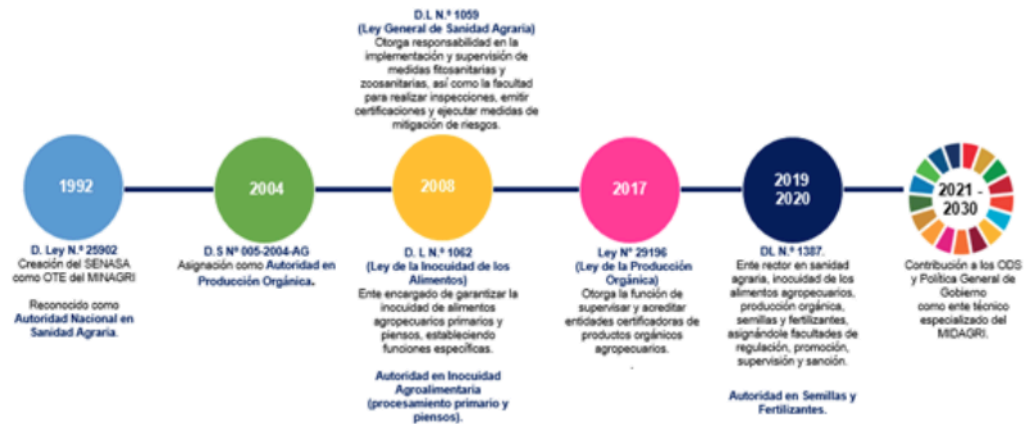 D.L N.º 1059
(Ley General de Sanidad Agraria)
Otorga responsabilidad en la
implementación y supervisión de
medidas fitosanitarias y
zoosanitarias, así como la facultad
para realizar inspecciones, emitir
certificaciones y ejecutar medidas de
mitigación de riesgos.
1992
D. Ley N.º 25902
Creación del SENASA
como OTE del MINAGRI
Reconocido como
Autoridad Nacional en
Sanidad Agraria.
2004
D.S Nº 005-2004-AG
Asignación como Autoridad en
Producción Orgánica.
2008
D. L N.º 1062
(Ley de la Inocuidad de los
Alimentos)
Ente encargado de garantizar la
inocuidad de alimentos
agropecuarios primarios y
piensos, estableciendo
funciones específicas.
Autoridad en Inocuidad
Agroalimentaria
(procesamiento primario y
piensos).
2017
Ley Nº 29196
(Ley de la Producción
Orgánica)
Otorga la función de
supervisar y acreditar
entidades certificadoras de
productos orgánicos
agropecuarios.
.
2019
2020
DL N.º 1387.
Ente rector en sanidad
agraria, inocuidad de los
alimentos agropecuarios,
producción orgánica,
semillas y fertilizantes,
asignándole facultades de
regulación, promoción,
supervisión y sanción.
Autoridad en Semillas y
Fertilizantes.
2021 -
2030
Contribución a los ODS
y Política General de
Gobierno
como ente técnico
especializado del
MIDAGRI.